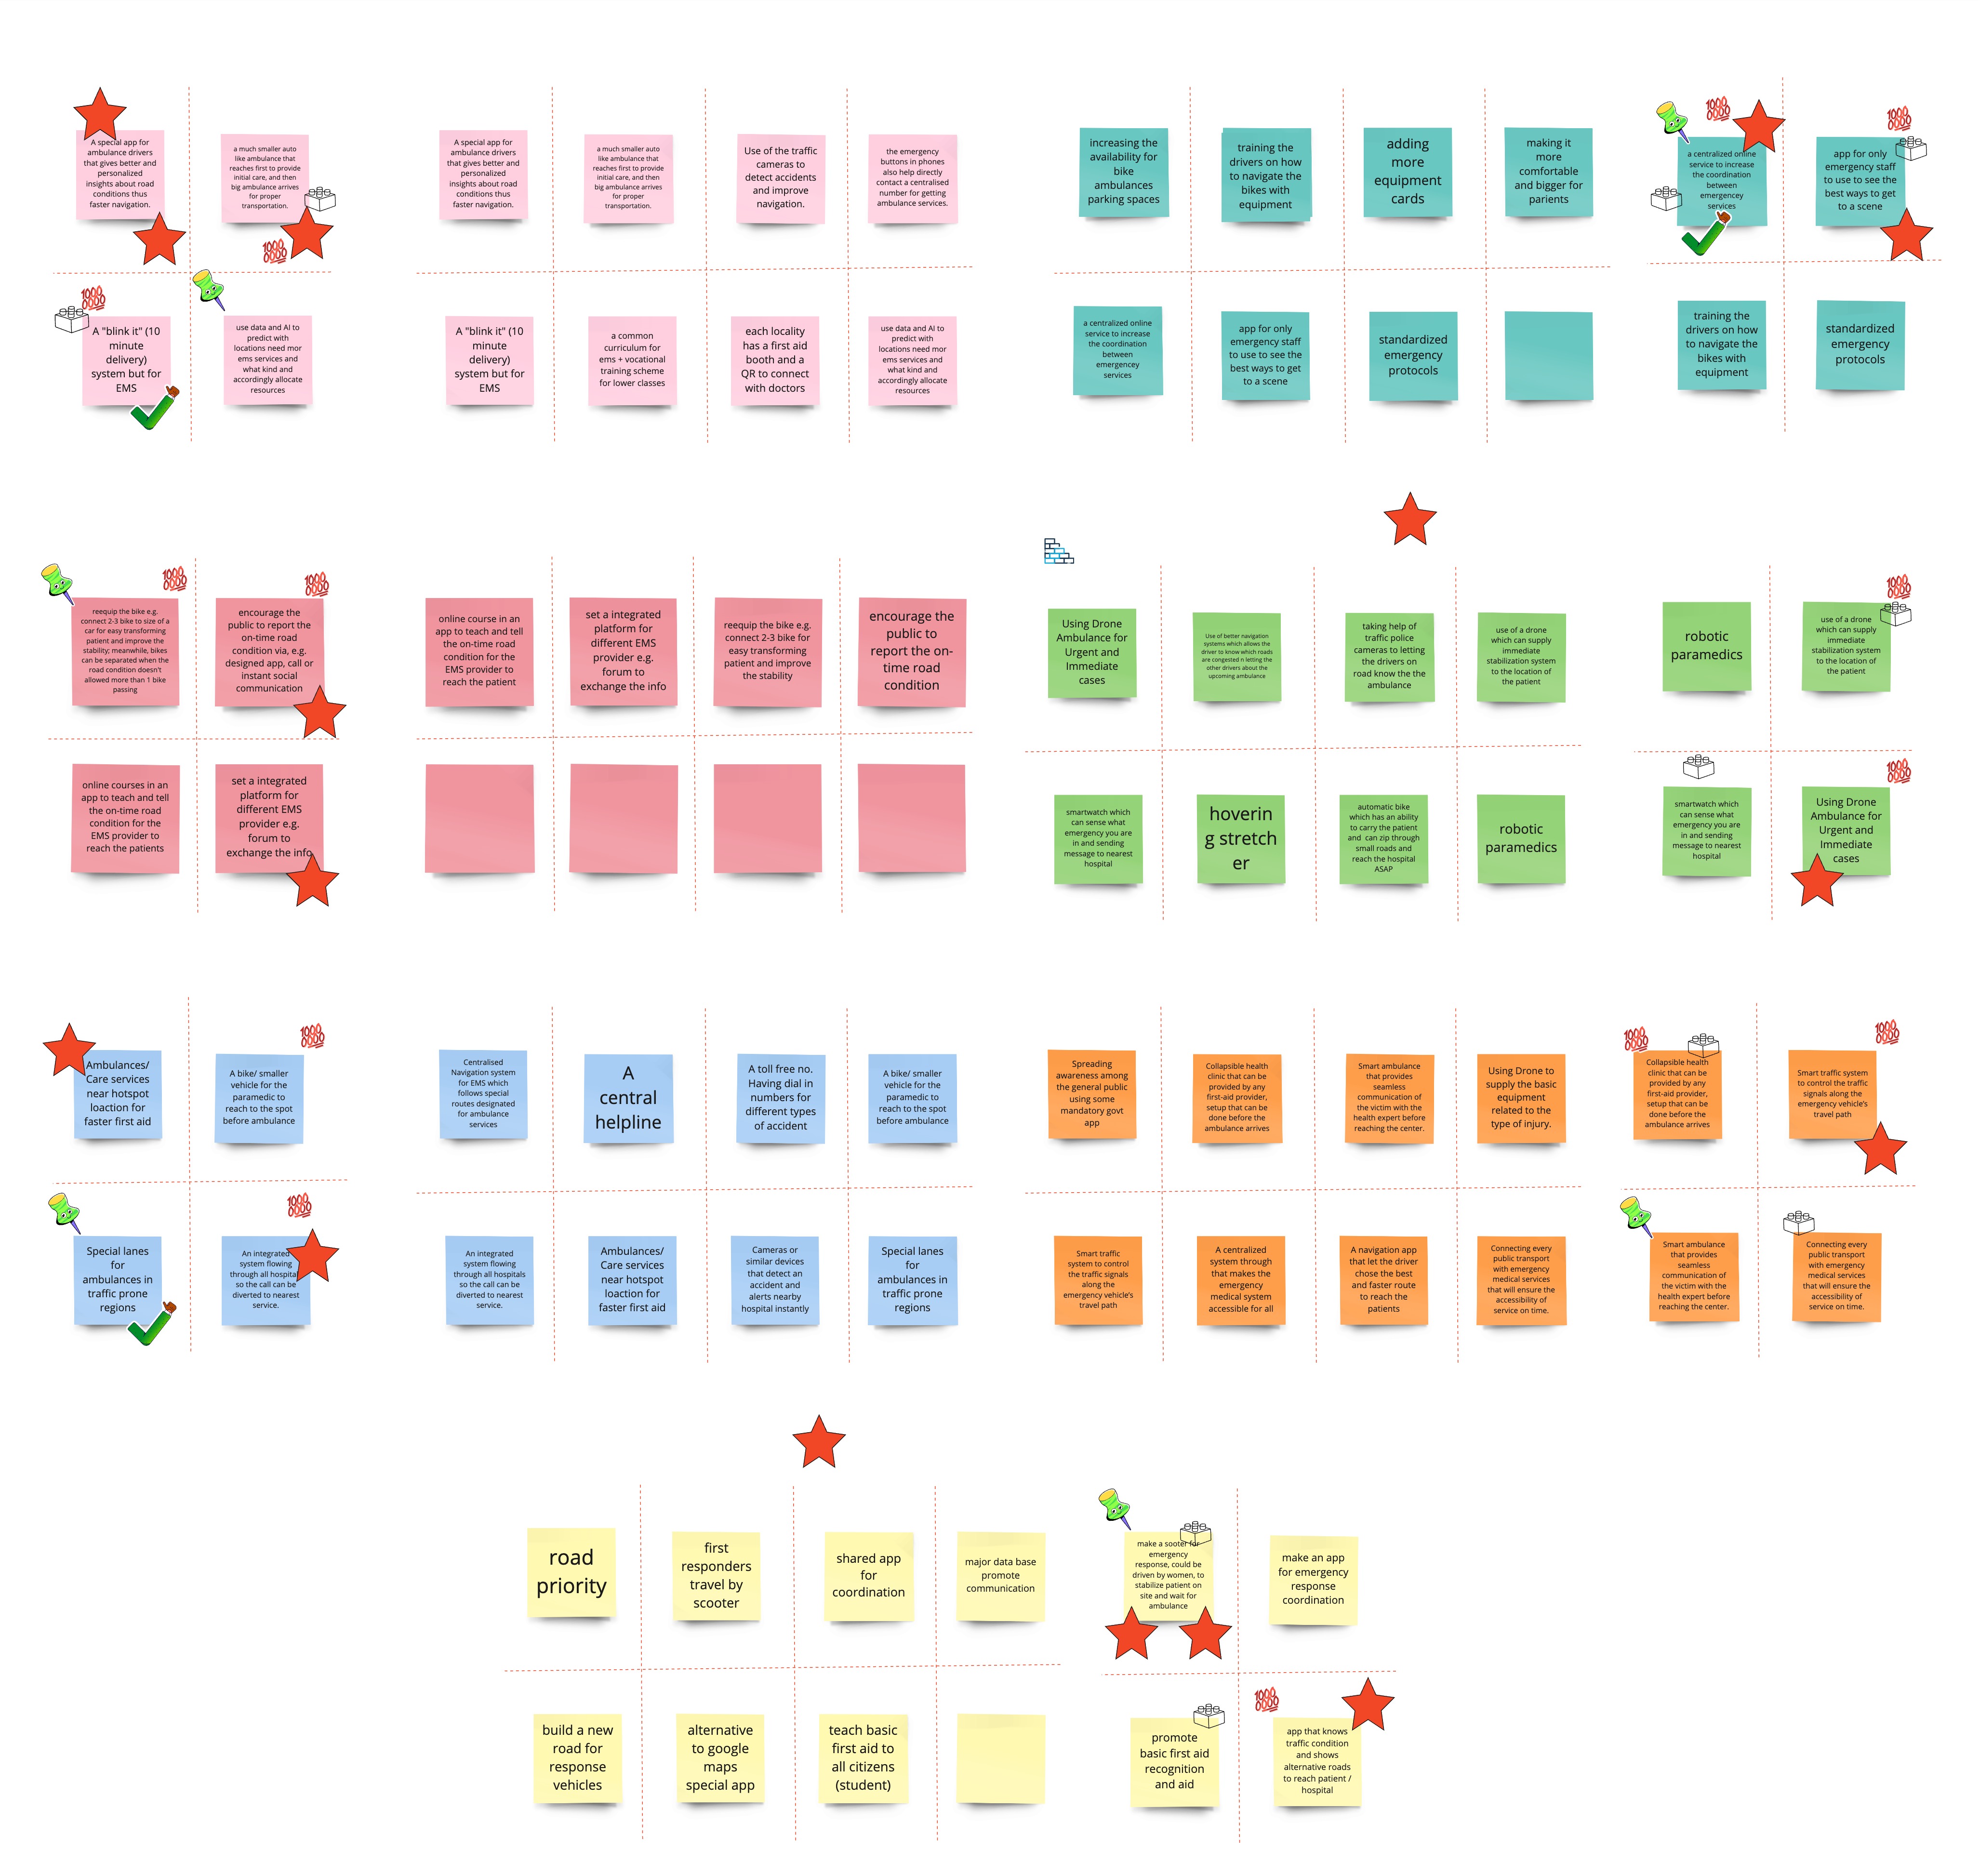 A special app for
ambulance drivers
that gives better and
personalized
insights about road
conditions thus
faster navigation.
a much smaller auto
like ambulance that
reaches first to provide
initial care, and then
big ambulance arrives
for proper
transportation.
A "blink it" (10
minute
delivery)
system but for
EMS
use data and AI to
predict with
locations need mor
ems services and
what kind and
accordingly allocate
resources
A special app for
ambulance drivers
that gives better and
personalized
insights about road
conditions thus
faster navigation.
a much smaller auto
like ambulance that
reaches first to provide
initial care, and then
big ambulance arrives
for proper
transportation.
Use of the traffic
cameras to
detect accidents
and improve
navigation.
the emergency
buttons in phones
also help directly
contact a centralised
number for getting
ambulance services.
A "blink it" (10
minute
delivery)
system but for
EMS
a common
curriculum for
ems + vocational
training scheme
for lower classes
each locality
has a first aid
booth and a
QR to connect
with doctors
use data and AI to
predict with
locations need mor
ems services and
what kind and
accordingly allocate
resources
increasing the
availability for
bike
ambulances
parking spaces
training the
drivers on how
to navigate the
bikes with
equipment
adding
more
equipment
cards
making it
more
comfortable
and bigger for
parients
a centralized online
service to increase
the coordination
between
emergencey
services
app for only
emergency staff
to use to see the
best ways to get
to a scene
standardized
emergency
protocols
a centralized online
service to increase
the coordination
between
emergencey
services
app for only
emergency staff
to use to see the
best ways to get
to a scene
training the
drivers on how
to navigate the
bikes with
equipment
standardized
emergency
protocols
reequip the bike e.g.
connect 2-3 bike to size of a
car for easy transforming
patient and improve the
stability; meanwhile, bikes
can be separated when the
road condition doesn't
allowed more than 1 bike
passing
encourage the
public to report the
on-time road
condition via, e.g.
designed app, call or
instant social
communication
online courses in an
app to teach and tell
the on-time road
condition for the
EMS provider to
reach the patients
set a integrated
platform for
different EMS
provider e.g.
forum to
exchange the info
online course in an
app to teach and tell
the on-time road
condition for the
EMS provider to
reach the patient
set a integrated
platform for
different EMS
provider e.g.
forum to
exchange the info
reequip the bike e.g.
connect 2-3 bike for
easy transforming
patient and improve
the stability
encourage the
public to
report the on-
time road
condition
Using Drone
Ambulance for
Urgent and
Immediate
cases
Use of better navigation
systems which allows the
driver to know which roads
are congested n letting the
other drivers about the
upcoming ambulance
taking help of
traffic police
cameras to letting
the drivers on
road know the the
ambulance
use of a drone
which can supply
immediate
stabilization system
to the location of
the patient
smartwatch which
can sense what
emergency you are
in and sending
message to nearest
hospital
hoverin
g stretch
er
automatic bike
which has an ability
to carry the patient
and can zip through
small roads and
reach the hospital
ASAP
robotic
paramedics
robotic
paramedics
use of a drone
which can supply
immediate
stabilization system
to the location of
the patient
smartwatch which
can sense what
emergency you are
in and sending
message to nearest
hospital
Using Drone
Ambulance for
Urgent and
Immediate
cases
Ambulances/
Care services
near hotspot
loaction for
faster first aid
A bike/ smaller
vehicle for the
paramedic to
reach to the spot
before ambulance
Special lanes
for
ambulances in
traffic prone
regions
An integrated
system flowing
through all hospitals
so the call can be
diverted to nearest
service.
Centralised
Navigation system
for EMS which
follows special
routes designated
for ambulance
services
A
central
helpline
A toll free no.
Having dial in
numbers for
different types
of accident
A bike/ smaller
vehicle for the
paramedic to
reach to the spot
before ambulance
An integrated
system flowing
through all hospitals
so the call can be
diverted to nearest
service.
Ambulances/
Care services
near hotspot
loaction for
faster first aid
Cameras or
similar devices
that detect an
accident and
alerts nearby
hospital instantly
Special lanes
for
ambulances in
traffic prone
regions
Spreading
awareness among
the general public
using some
mandatory govt
app
Collapsible health
clinic that can be
provided by any
first-aid provider,
setup that can be
done before the
ambulance arrives
Smart ambulance
that provides
seamless
communication of
the victim with the
health expert before
reaching the center.
Using Drone to
supply the basic
equipment
related to the
type of injury.
Smart traffic
system to control
the traffic signals
along the
emergency vehicle's
travel path
A centralized
system through
that makes the
emergency
medical system
accessible for all
A navigation app
that let the driver
chose the best
and faster route
to reach the
patients
Connecting every
public transport
with emergency
medical services
that will ensure the
accessibility of
service on time.
Collapsible health
clinic that can be
provided by any
first-aid provider,
setup that can be
done before the
ambulance arrives
Smart traffic system
to control the traffic
signals along the
emergency vehicle's
travel path
Smart ambulance
that provides
seamless
communication of
the victim with the
health expert before
reaching the center.
Connecting every
public transport
with emergency
medical services
that will ensure the
accessibility of
service on time.
road
priority
first
responders
travel by
scooter
shared app
for
coordination
major data base
promote
communication
build a new
road for
response
vehicles
alternative
to google
maps
special app
teach basic
first aid to
all citizens
(student)
make a sooter for
emergency
response, could be
driven by women, to
stabilize patient on
site and wait for
ambulance
make an app
for emergency
response
coordination
promote
basic first aid
recognition
and aid
app that knows
traffic condition
and shows
alternative roads
to reach patient /
hospital